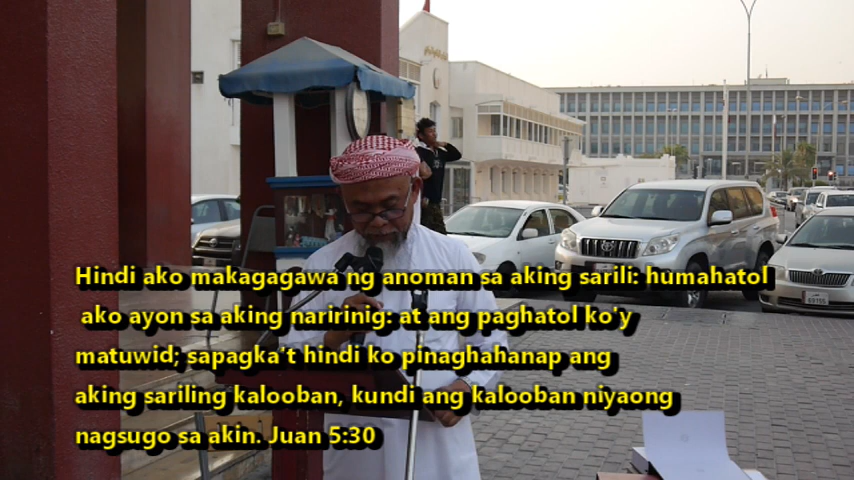 Hindi ako makagagawa ng anoman sa aking sarili: humahatol
ako ayon sa aking naririnig: at ang paghatol ko'y
matuwid; sapagka't hindi ko pinaghahanap ang
aking sariling kalooban, kundi ang kalooban niyaong
nagsugo sa akin. Juan 5:30